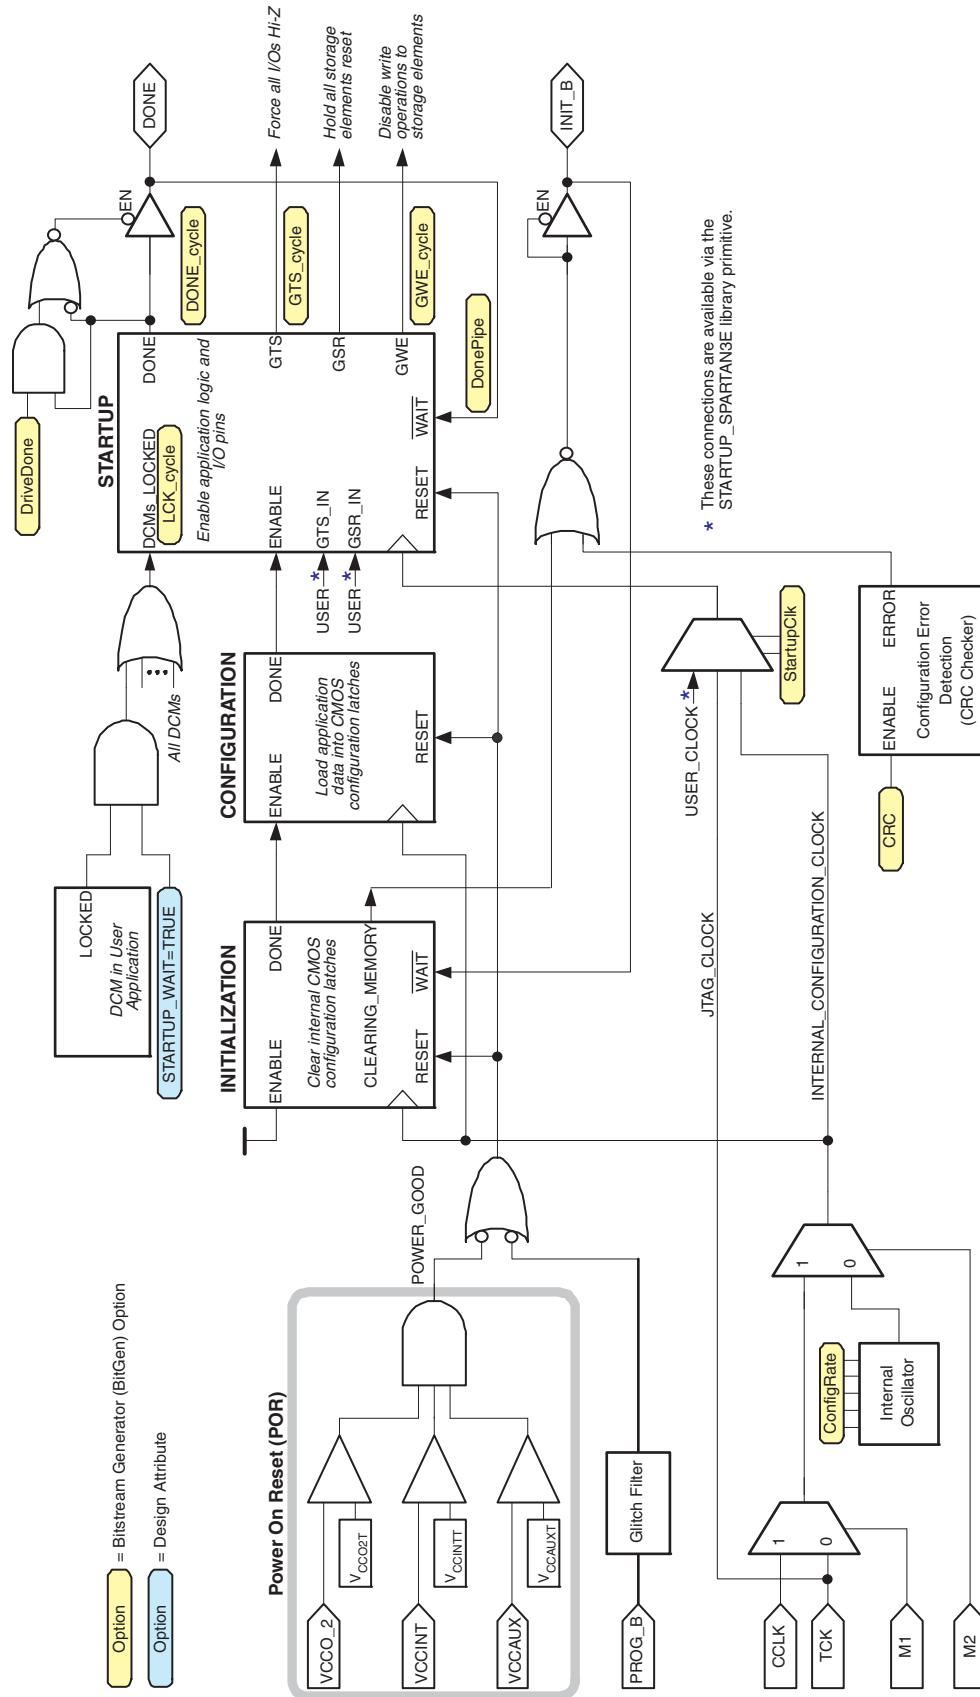 Option
= Bitstream Generator (BitGen) Option
Option
= Design Attribute
Power On Reset (POR)
VCCO_2
VCCO2T
VCCINT
VCCINTT
VCCAUX
VCCAUXT
POWER_GOOD
PROG_B
Glitch Filter
CCLK
TCK
M1
M2
1
0
ConfigRate
Internal
Oscillator
1
0
LOCKED
DCM in User
Application
STARTUP_WAIT=TRUE
All DCMs
INITIALIZATION
ENABLE
DONE
Clear internal CMOS
configuration latches
CLEARING_MEMORY
RESET
WAIT
CONFIGURATION
ENABLE
DONE
Load application
data into CMOS
configuration latches
RESET
STARTUP
DriveDone
DCMs_LOCKED
DONE
LCK_cycle
Enable application logic and
I/O pins
ENABLE
GTS
USER
*
GTS_IN
GSR
USER
*
GSR_IN
GWE
RESET
WAIT
EN
DONE
DONE_cycle
GTS_cycle
GWE_cycle
DonePipe
Force all I/Os Hi-Z
Hold all storage
elements reset
Disable write
operations to
storage elements
EN
INIT_B
USER_CLOCK
*
JTAG_CLOCK
INTERNAL_CONFIGURATION_CLOCK
StartupClk
* These connections are available via the
STARTUP_SPARTAN3E library primitive.
CRC
ENABLE
ERROR
Configuration Error
Detection
(CRC Checker)